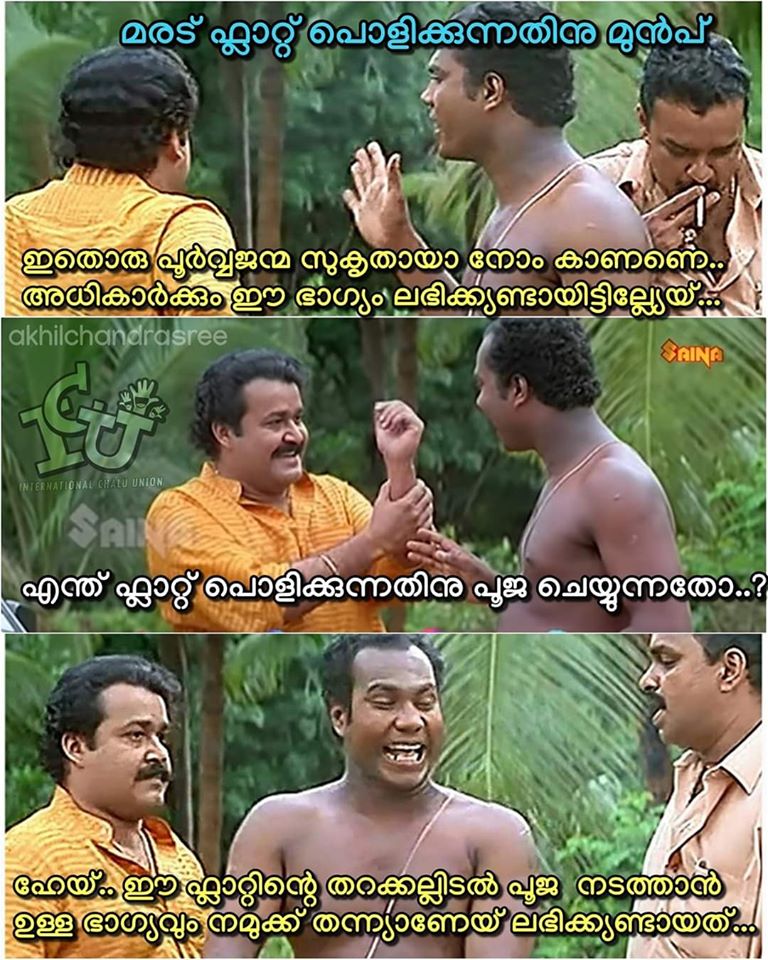 മരട് ഫ്ലാറ്റ് പൊളിക്കുന്നതിനു മുൻപ്
ഇതൊരു പൂർവ്വജന്മ സുകൃതായാ നോം കാണണെ..
അധികാർക്കും ഈ ഭാഗ്യം ലഭിക്ക്യണ്ടായിട്ടില്ല്യേയ്...
akhilchandrasree
SAINA
ICU
INTERNATIONAL CHALU UNION
SAINA
എന്ത് ഫ്ലാറ്റ് പൊളിക്കുന്നതിനു പൂജ ചെയ്യുന്നതോ..?
ഹേയ്.. ഈ ഫ്ലാറ്റിന്റെ തറക്കല്ലിടൽ പൂജ നടത്താൻ
ഉള്ള ഭാഗ്യവും നമുക്ക് തന്ന്യാണേയ് ലഭിക്ക്യണ്ടായത്...